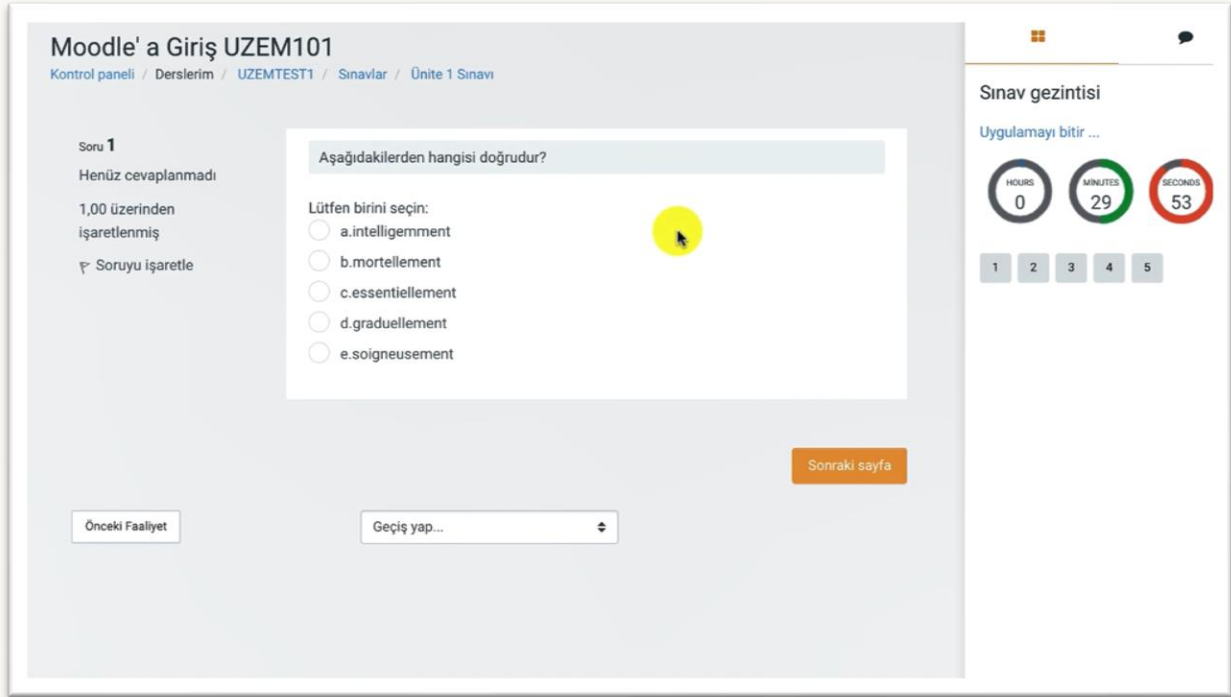 Moodle' a Giriş UZEM101
Kontrol paneli / Derslerim / UZEMTEST1 / Sınavlar / Ünite 1 Sınavı
Soru 1
Henüz cevaplanmadı
1,00 üzerinden
işaretlenmiş
Soruyu işaretle
Aşağıdakilerden hangisi doğrudur?
Lütfen birini seçin:
a.intelligemment
b.mortellement
c.essentiellement
d.graduellement
e.soigneusement
Sonraki sayfa
Önceki Faaliyet
Geçiş yap...
Sınav gezintisi
Uygulamayı bitir ...
HOURS
0
MINUTES
29
SECONDS
53
1 2 3 4 5